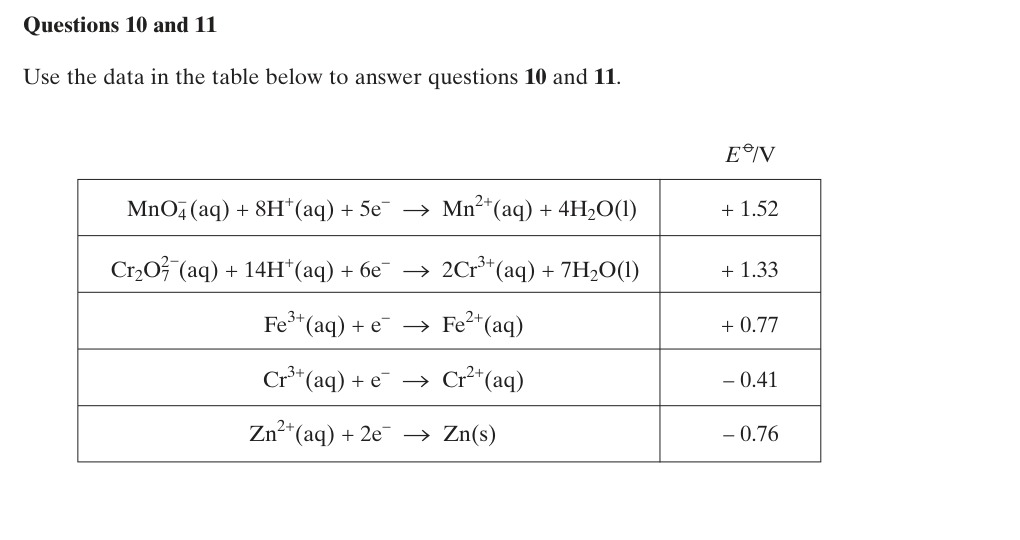 Questions 10 and 11
Use the data in the table below to answer questions 10 and 11.
E⦵/V
MnO₄⁻(aq) + 8H⁺(aq) + 5e⁻ → Mn²⁺(aq) + 4H₂O(l) + 1.52
Cr₂O₇²⁻(aq) + 14H⁺(aq) + 6e⁻ → 2Cr³⁺(aq) + 7H₂O(l) + 1.33
Fe³⁺(aq) + e⁻ → Fe²⁺(aq) + 0.77
Cr³⁺(aq) + e⁻ → Cr²⁺(aq) – 0.41
Zn²⁺(aq) + 2e⁻ → Zn(s) – 0.76